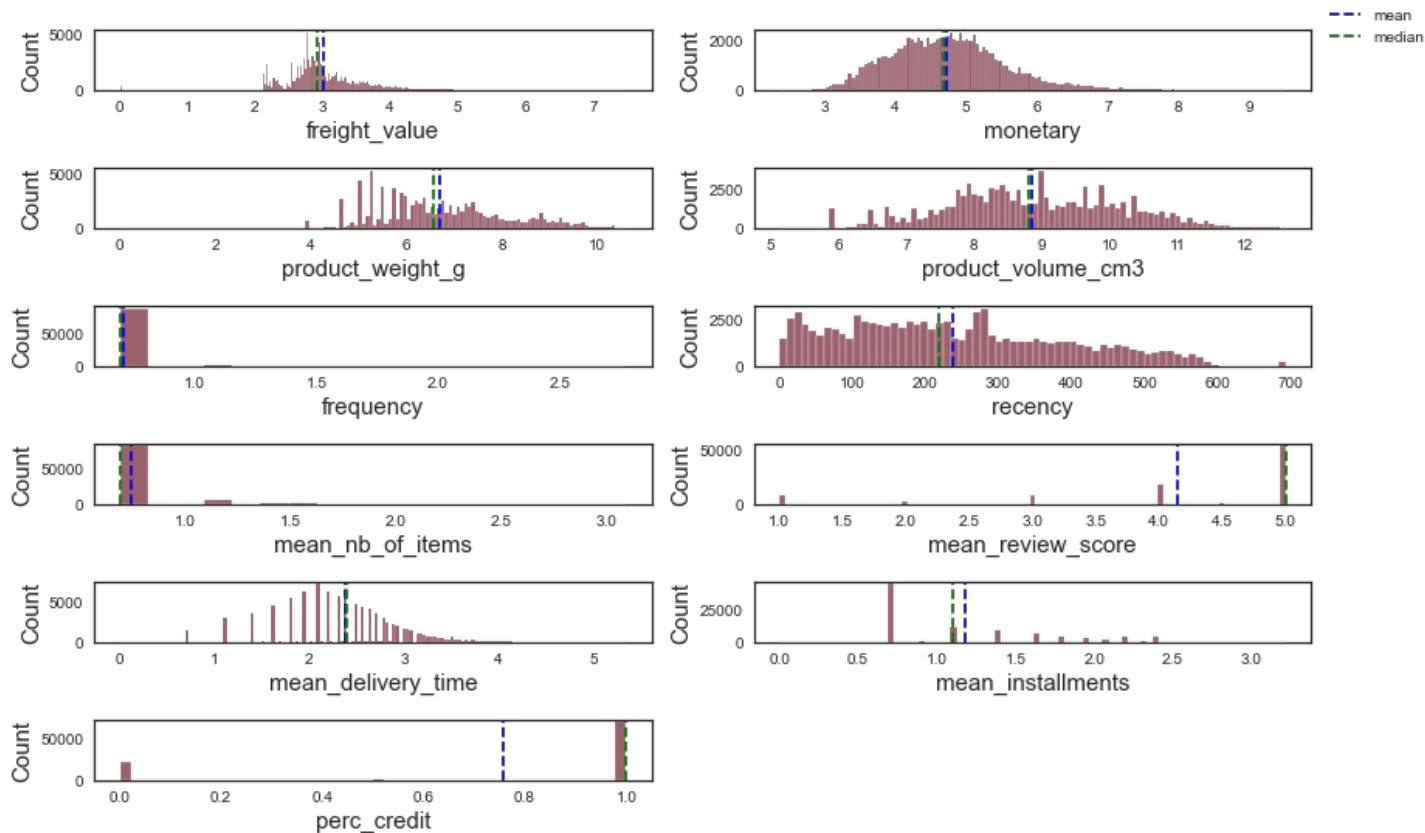 mean
median
5000
0
Count
0 1 2 3 4 5 6 7
freight_value
2000
0
Count
3 4 5 6 7 8 9
monetary
5000
0
Count
0 2 4 6 8 10
product_weight_g
2500
0
Count
5 6 7 8 9 10 11 12
product_volume_cm3
50000
0
Count
1.0 1.5 2.0 2.5
frequency
2500
0
Count
0 100 200 300 400 500 600 700
recency
50000
0
Count
1.0 1.5 2.0 2.5 3.0
mean_nb_of_items
50000
0
Count
1.0 1.5 2.0 2.5 3.0 3.5 4.0 4.5 5.0
mean_review_score
5000
0
Count
0 1 2 3 4 5
mean_delivery_time
25000
0
Count
0.0 0.5 1.0 1.5 2.0 2.5 3.0
mean_installments
50000
0
Count
0.0 0.2 0.4 0.6 0.8 1.0
perc_credit